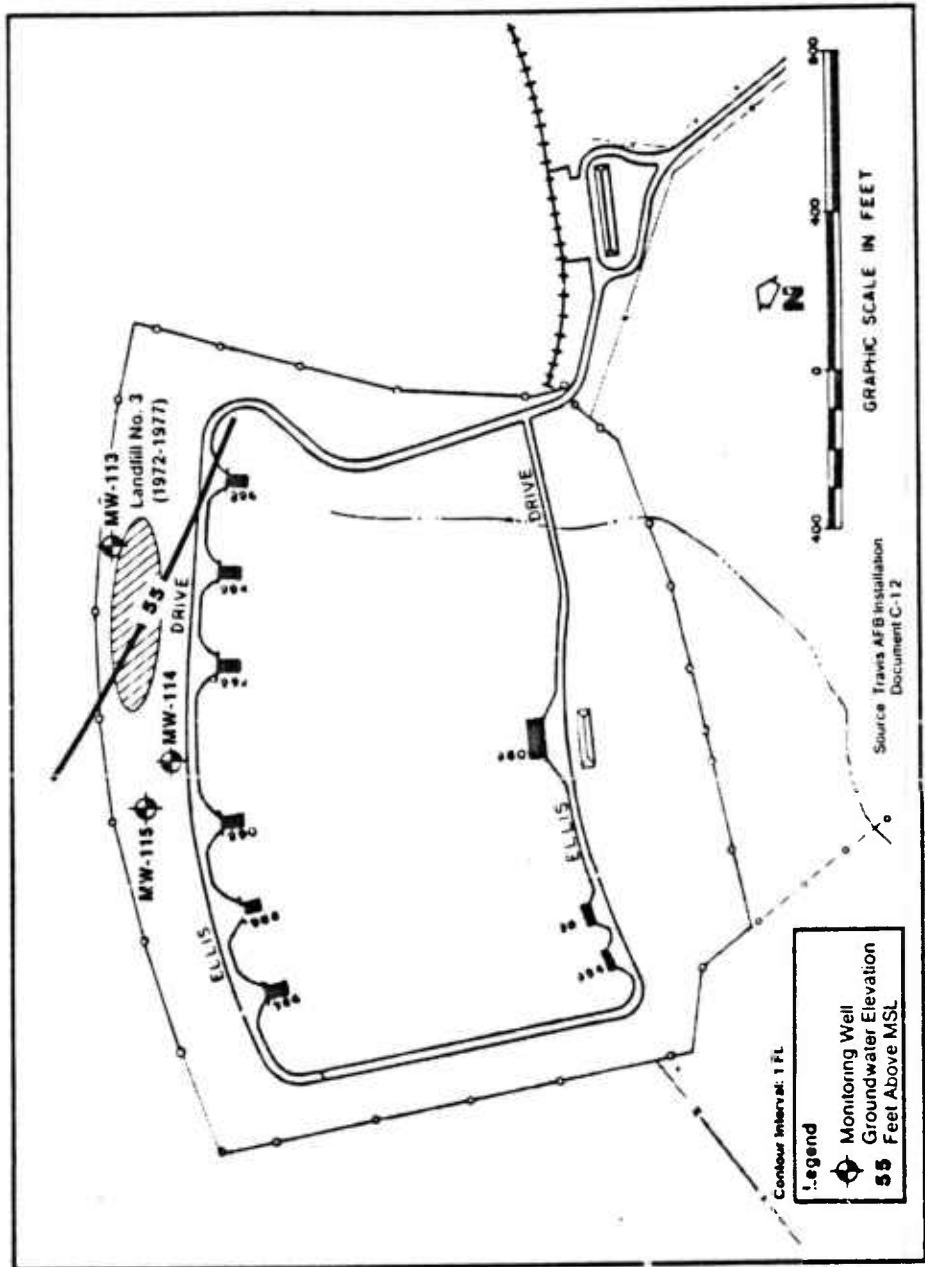 MW-113
Landfill No. 3
(1972-1977)
55
DRIVE
MW-114
MW-115
ELLIS
DRIVE
ELLIS
N
400
0
400
800
GRAPHIC SCALE IN FEET
Source Travis AFB Installation
Document C-12
Contour Interval: 1 Ft.
Legend
Monitoring Well
Groundwater Elevation
55 Feet Above MSL